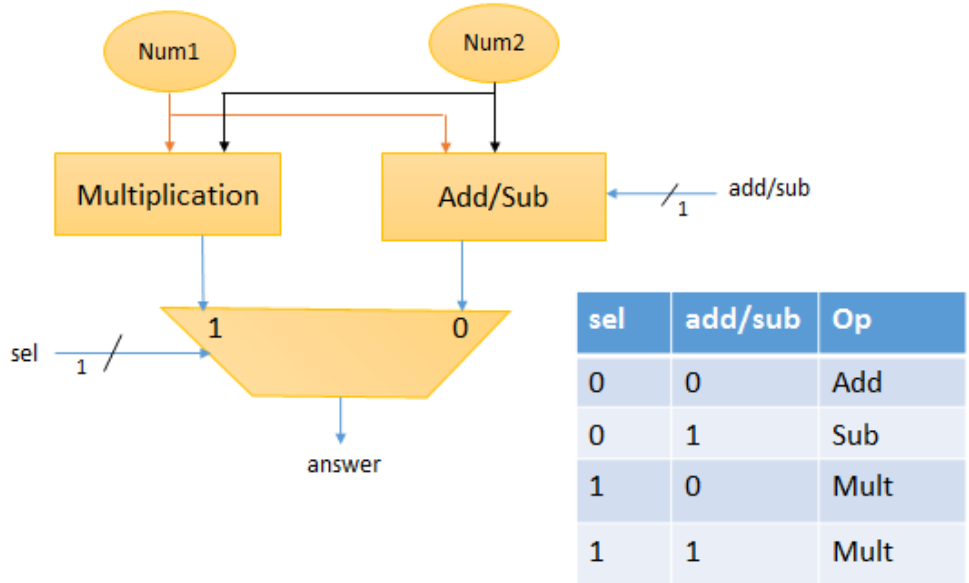 Num1
Num2
Multiplication
Add/Sub
add/sub
1
1
0
sel
1
answer
sel add/sub Op
0 0 Add
0 1 Sub
1 0 Mult
1 1 Mult